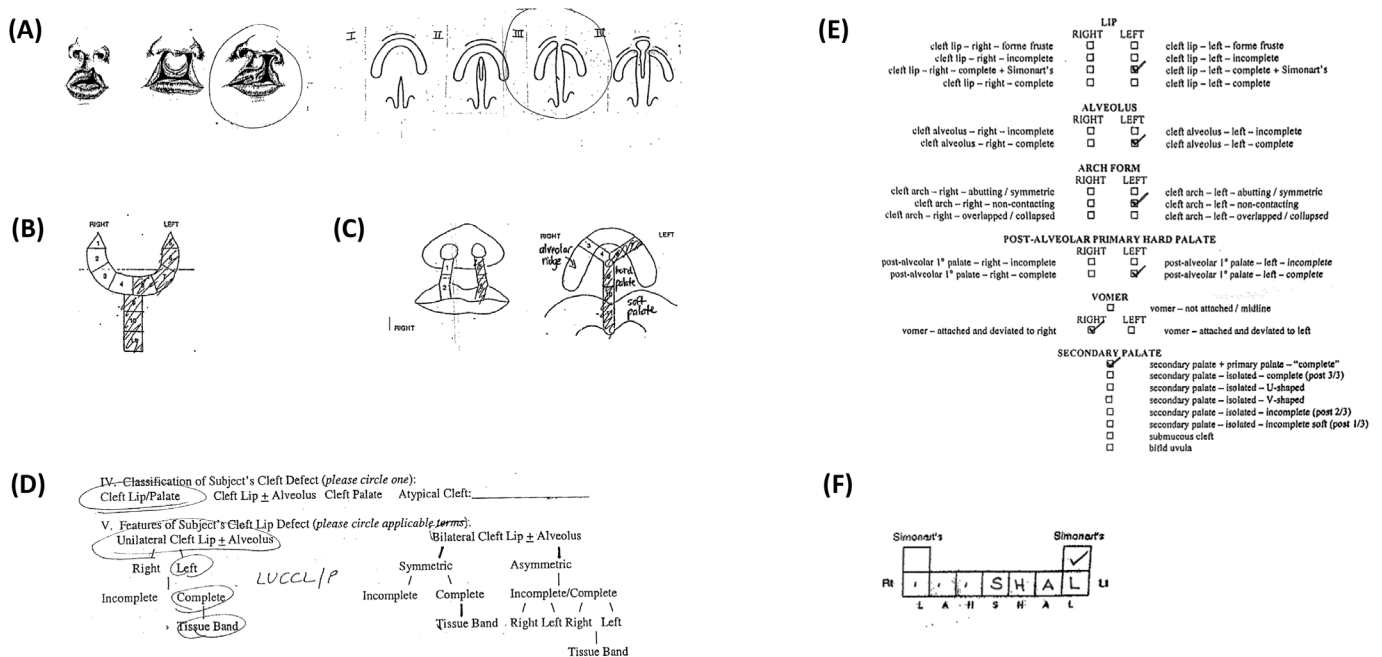 (A)
I II III IV
(B)
RIGHT LEFT
1 5
2 6
3 7
4 8
9
10
11
(C)
RIGHT
1 5
2 6
RIGHT LEFT
alveolar ridge
3
4
hard palate
10
11
soft palate
(D)
IV. Classification of Subject's Cleft Defect (please circle one):
Cleft Lip/Palate Cleft Lip ± Alveolus Cleft Palate Atypical Cleft:
V. Features of Subject's Cleft Lip Defect (please circle applicable terms):
Unilateral Cleft Lip ± Alveolus Bilateral Cleft Lip ± Alveolus
Right Left Symmetric Asymmetric
LUCCL/P
Incomplete Complete Incomplete Complete Incomplete/Complete
Tissue Band Tissue Band Right Left Right Left
Tissue Band
(E)
LIP
RIGHT LEFT
cleft lip – right – forme fruste cleft lip – left – forme fruste
cleft lip – right – incomplete cleft lip – left – incomplete
cleft lip – right – complete + Simonart's cleft lip – left – complete + Simonart's
cleft lip – right – complete cleft lip – left – complete
ALVEOLUS
RIGHT LEFT
cleft alveolus – right – incomplete cleft alveolus – left – incomplete
cleft alveolus – right – complete cleft alveolus – left – complete
ARCH FORM
RIGHT LEFT
cleft arch – right – abutting / symmetric cleft arch – left – abutting / symmetric
cleft arch – right – non-contacting cleft arch – left – non-contacting
cleft arch – right – overlapped / collapsed cleft arch – left – overlapped / collapsed
POST-ALVEOLAR PRIMARY HARD PALATE
RIGHT LEFT
post-alveolar 1° palate – right – incomplete post-alveolar 1° palate – left – incomplete
post-alveolar 1° palate – right – complete post-alveolar 1° palate – left – complete
VOMER
vomer – not attached / midline
RIGHT LEFT
vomer – attached and deviated to right vomer – attached and deviated to left
SECONDARY PALATE
secondary palate + primary palate – "complete"
secondary palate – isolated – complete (post 3/3)
secondary palate – isolated – U-shaped
secondary palate – isolated – V-shaped
secondary palate – isolated – incomplete (post 2/3)
secondary palate – isolated – incomplete soft (post 1/3)
submucous cleft
bifid uvula
(F)
Simonart's Simonart's
Rt S H A L Lt
L A H S H A L